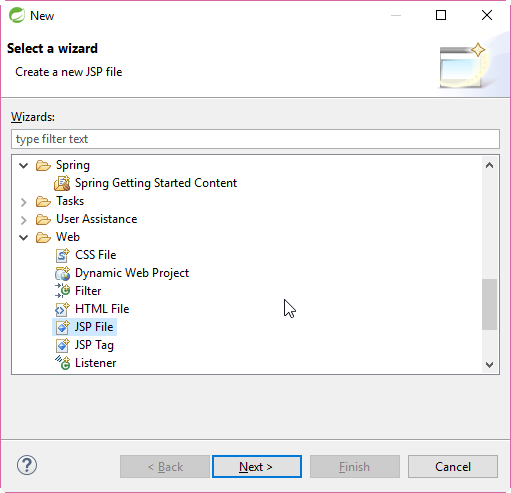 New
Select a wizard
Create a new JSP file
Wizards:
type filter text
Spring
Spring Getting Started Content
Tasks
User Assistance
Web
CSS File
Dynamic Web Project
Filter
HTML File
JSP File
JSP Tag
Listener
? < Back Next > Finish Cancel